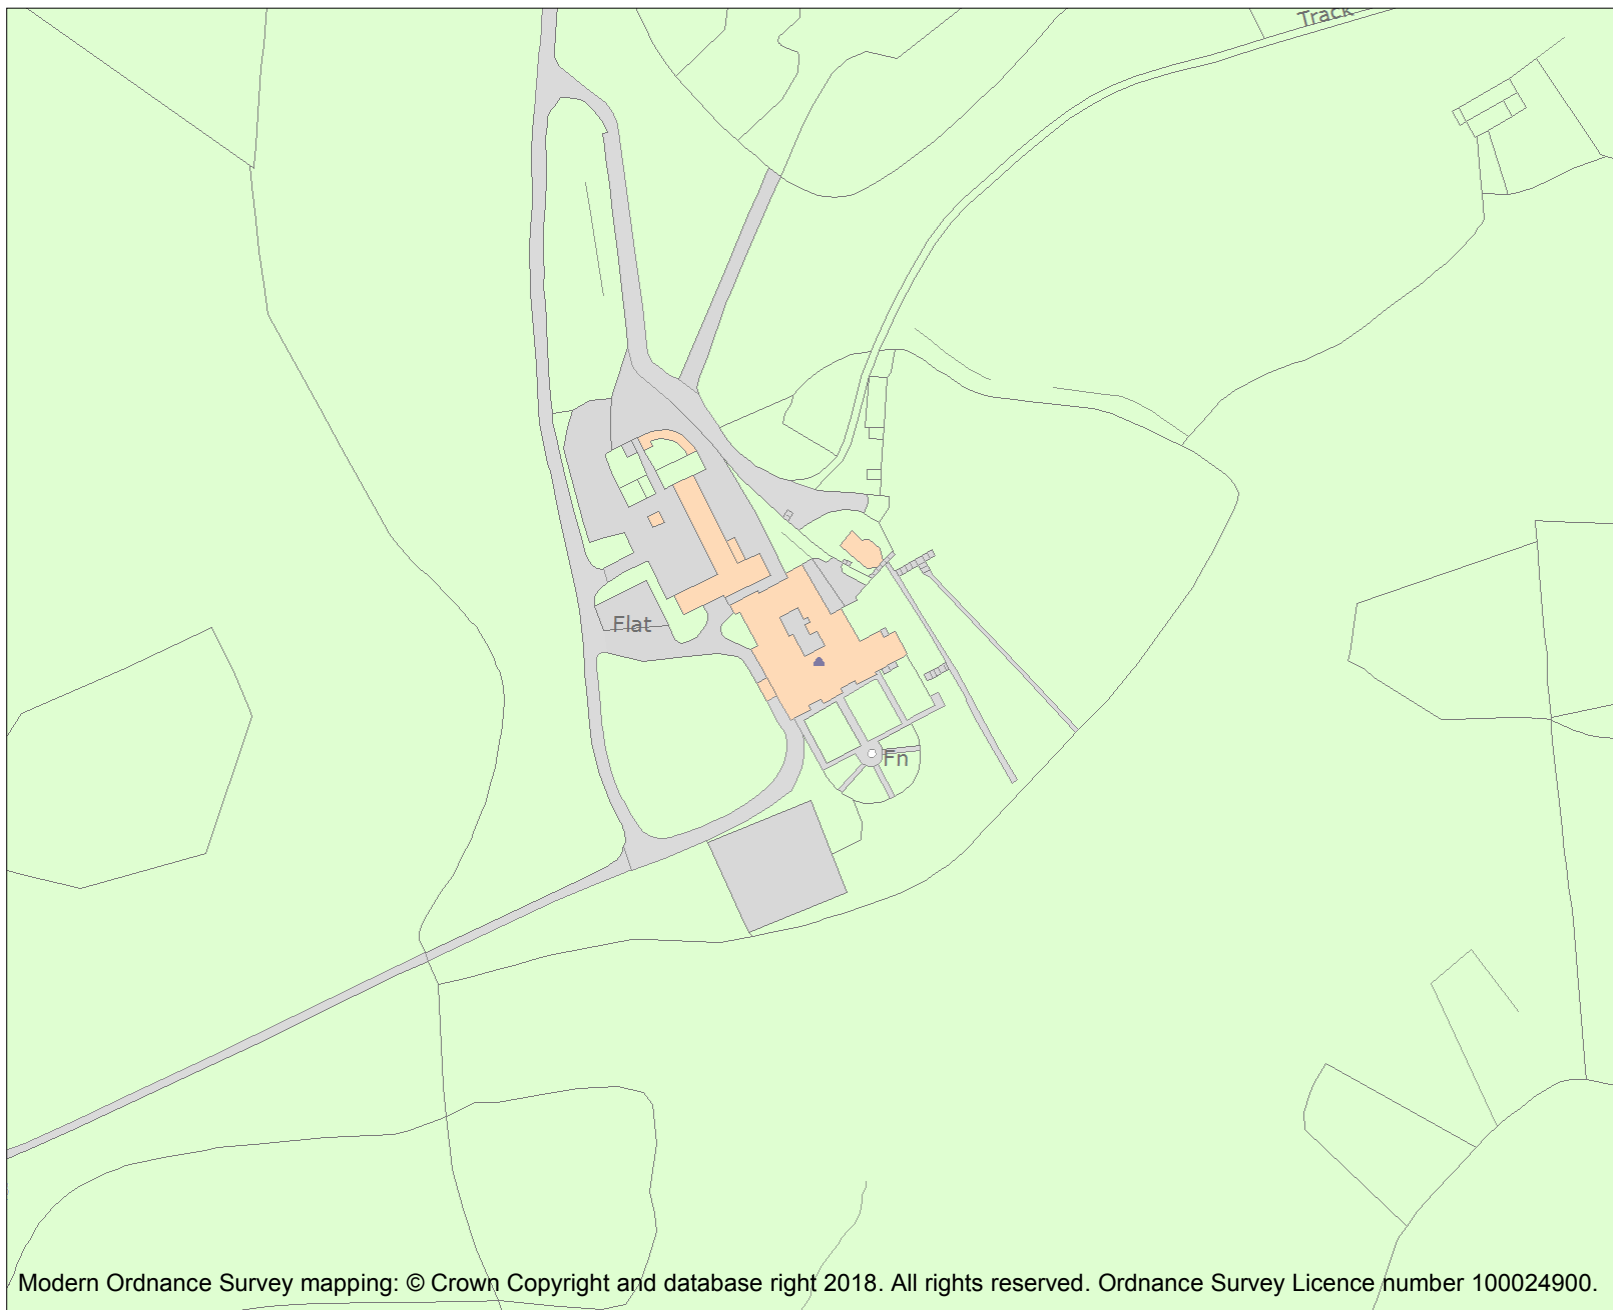 Track
Flat
Fn
Modern Ordnance Survey mapping: © Crown Copyright and database right 2018. All rights reserved. Ordnance Survey Licence number 100024900.